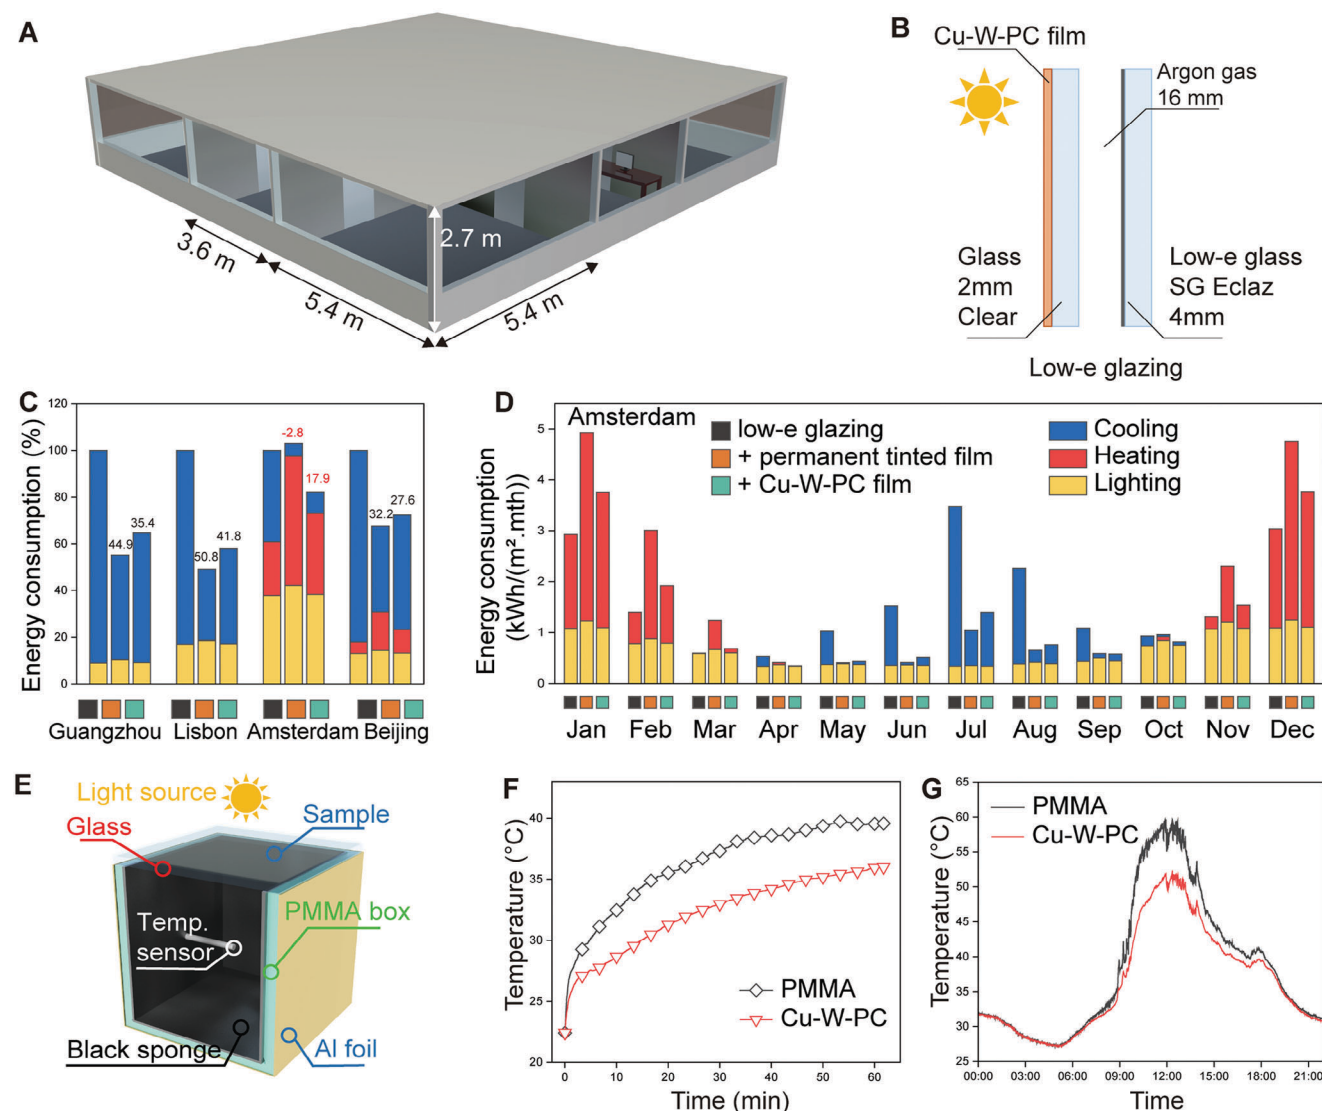 A
2.7 m
3.6 m
5.4 m
5.4 m
B
Cu-W-PC film
Argon gas
16 mm
Glass
2mm
Clear
Low-e glass
SG Eclaz
4mm
Low-e glazing
C
Energy consumption (%)
120
100
80
60
40
20
0
44.9
35.4
50.8
41.8
-2.8
17.9
32.2
27.6
Guangzhou
Lisbon
Amsterdam
Beijing
D
Energy consumption
(kWh/(m².mth))
5
4
3
2
1
0
Amsterdam
low-e glazing
+ permanent tinted film
+ Cu-W-PC film
Cooling
Heating
Lighting
Jan Feb Mar Apr May Jun Jul Aug Sep Oct Nov Dec
E
Light source
Glass
Sample
Temp.
sensor
PMMA box
Black sponge
Al foil
F
Temperature (°C)
40
35
30
25
20
PMMA
Cu-W-PC
0 10 20 30 40 50 60
Time (min)
G
Temperature (°C)
65
60
55
50
45
40
35
30
25
PMMA
Cu-W-PC
00:00 03:00 06:00 09:00 12:00 15:00 18:00 21:00
Time